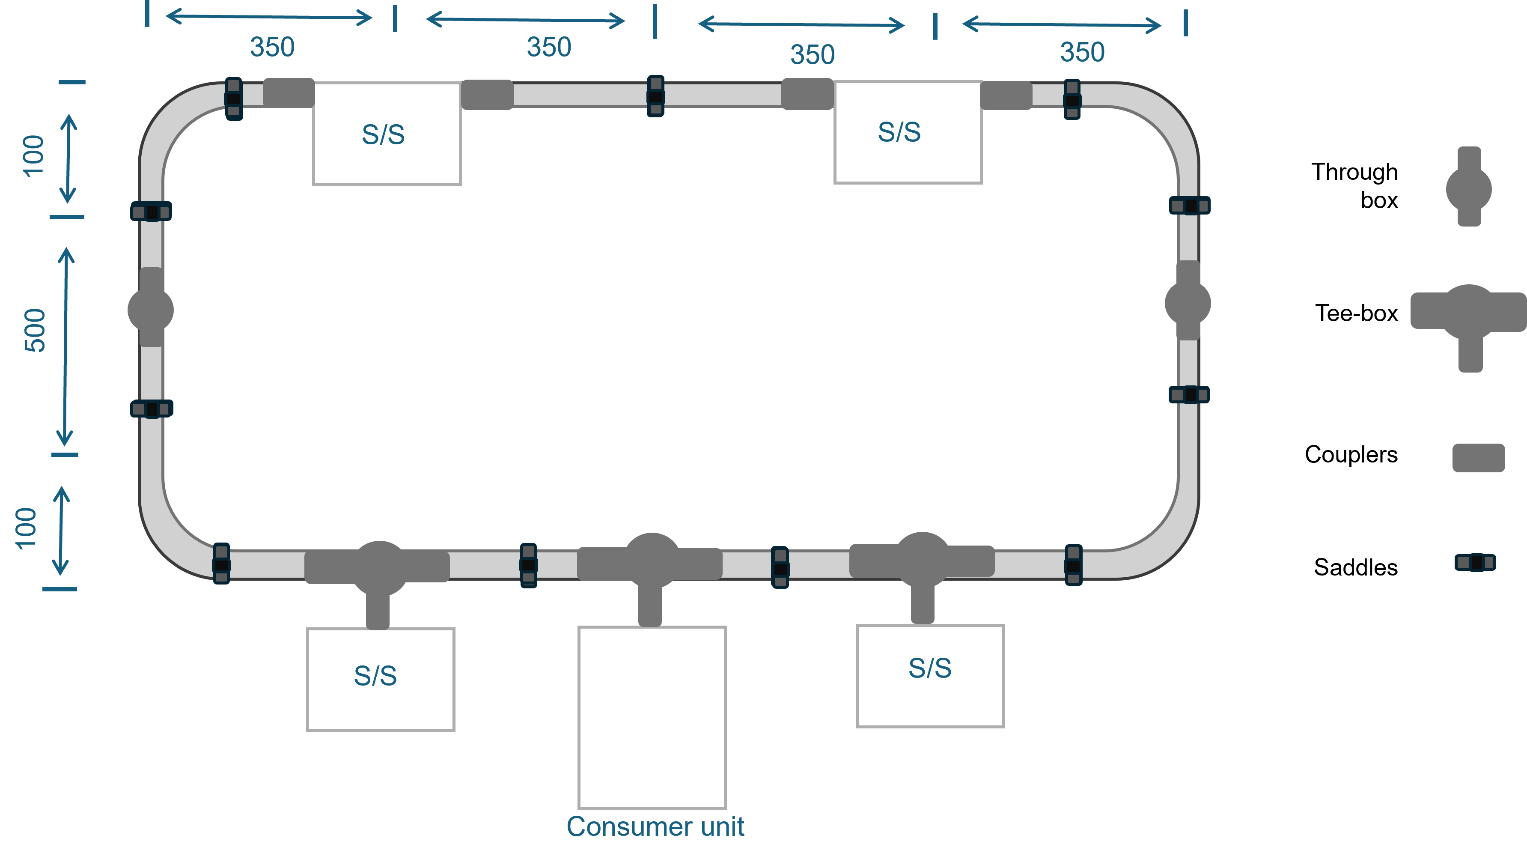 350
350
350
350
100
S/S
S/S
Through
box
500
Tee-box
Couplers
100
Saddles
S/S
S/S
Consumer unit